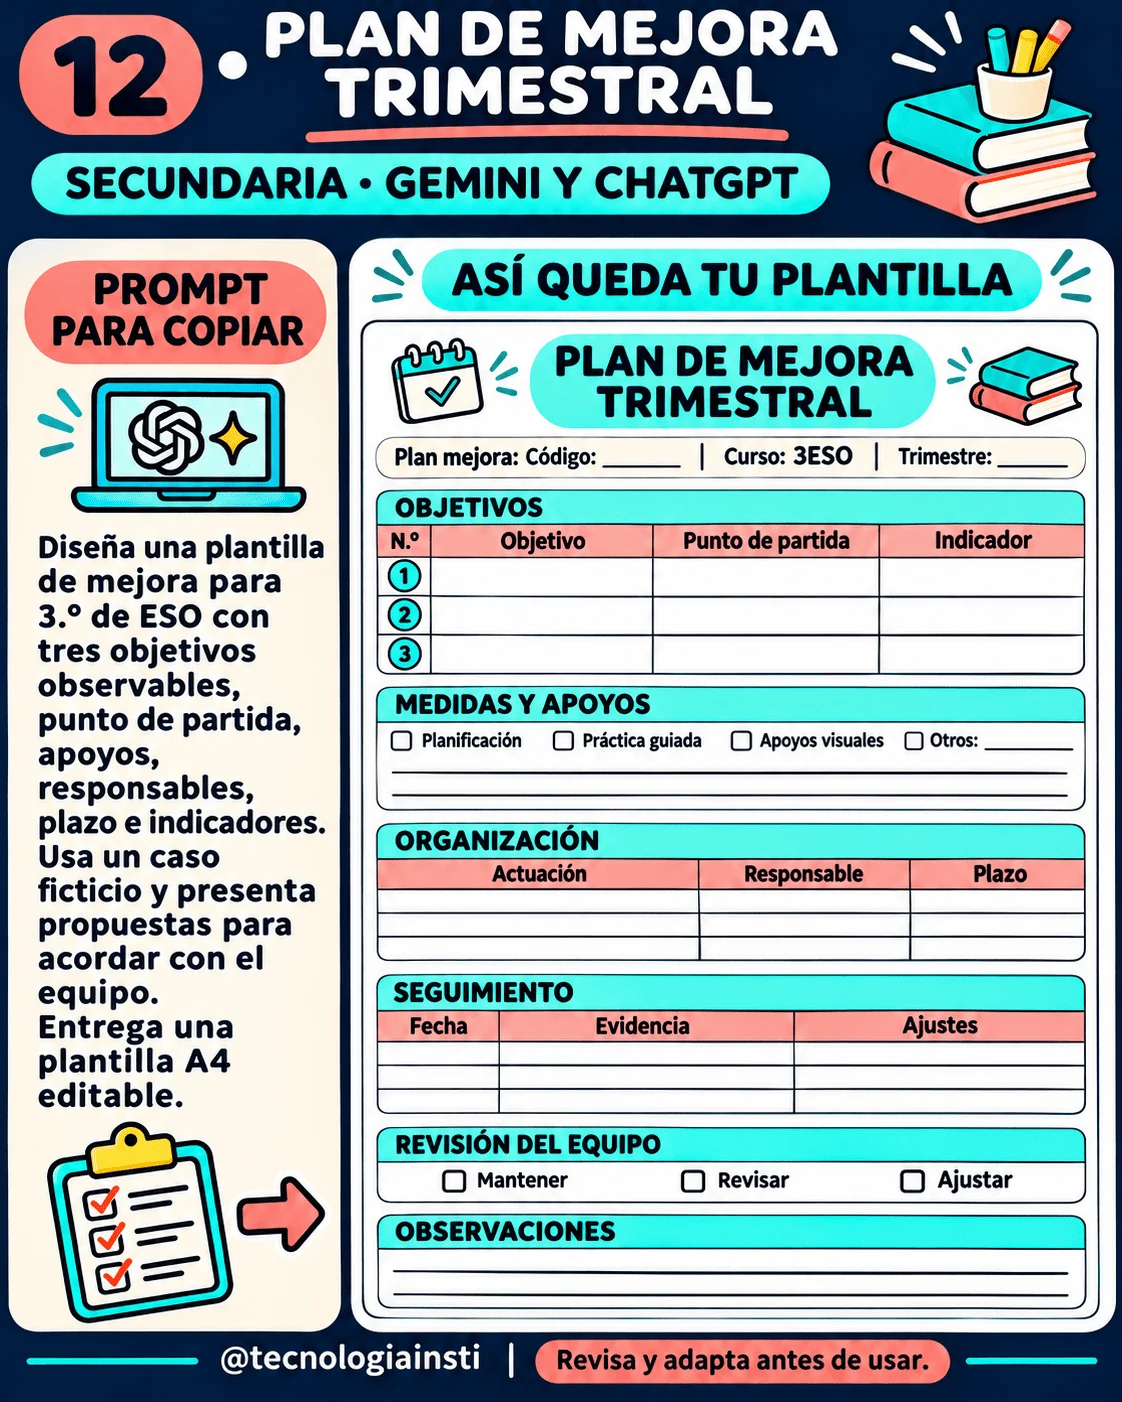 12
PLAN DE MEJORA
TRIMESTRAL
SECUNDARIA • GEMINI Y CHATGPT
PROMPT
PARA COPIAR
Diseña una plantilla
de mejora para
3.º de ESO con
tres objetivos
observables,
punto de partida,
apoyos,
responsables,
plazo e indicadores.
Usa un caso
ficticio y presenta
propuestas para
acordar con el
equipo.
Entrega una
plantilla A4
editable.
ASÍ QUEDA TU PLANTILLA
PLAN DE MEJORA
TRIMESTRAL
Plan mejora: Código: _______ | Curso: 3ESO | Trimestre: ______
OBJETIVOS
N.º Objetivo Punto de partida Indicador
1
2
3
MEDIDAS Y APOYOS
Planificación Práctica guiada Apoyos visuales Otros: ________
ORGANIZACIÓN
Actuación Responsable Plazo
SEGUIMIENTO
Fecha Evidencia Ajustes
REVISIÓN DEL EQUIPO
Mantener Revisar Ajustar
OBSERVACIONES
@tecnologiainsti | Revisa y adapta antes de usar.